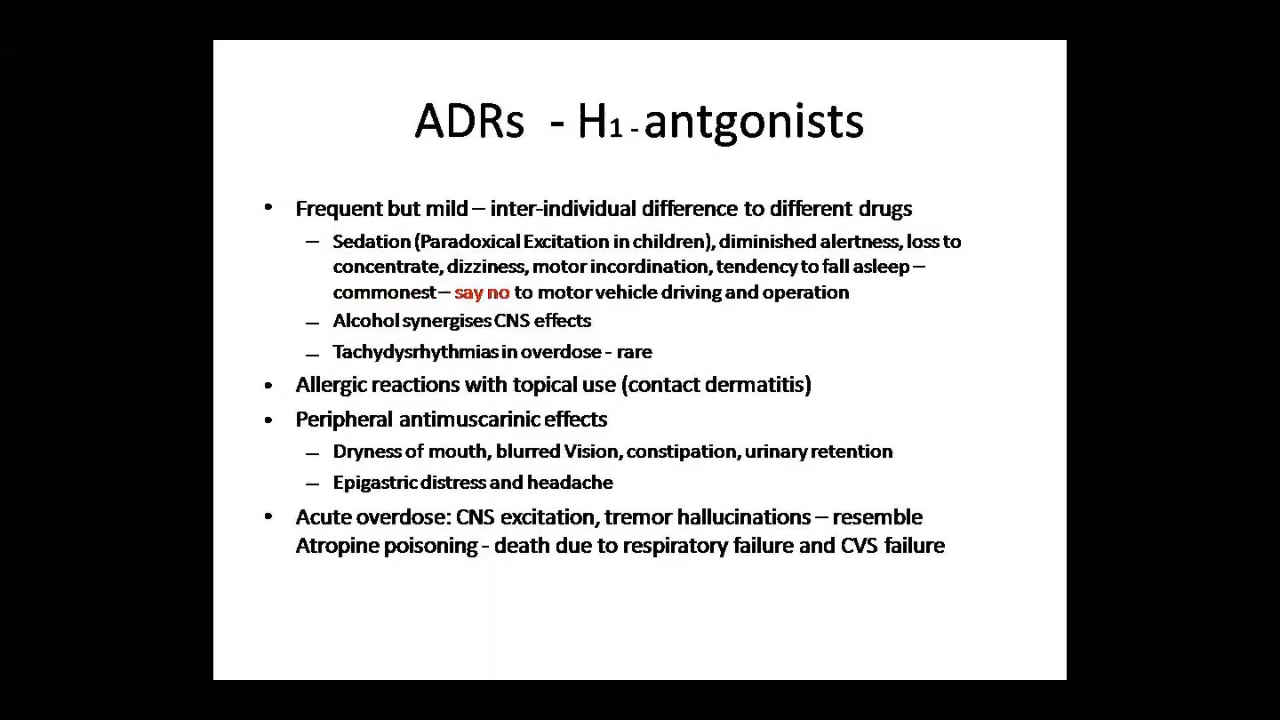 ADRs - H1 - antgonists
• Frequent but mild – inter-individual difference to different drugs
– Sedation (Paradoxical Excitation in children), diminished alertness, loss to
concentrate, dizziness, motor incordination, tendency to fall asleep –
commonest – say no to motor vehicle driving and operation
– Alcohol synergises CNS effects
– Tachydysrhythmias in overdose - rare
• Allergic reactions with topical use (contact dermatitis)
• Peripheral antimuscarinic effects
– Dryness of mouth, blurred Vision, constipation, urinary retention
– Epigastric distress and headache
• Acute overdose: CNS excitation, tremor hallucinations – resemble
Atropine poisoning - death due to respiratory failure and CVS failure